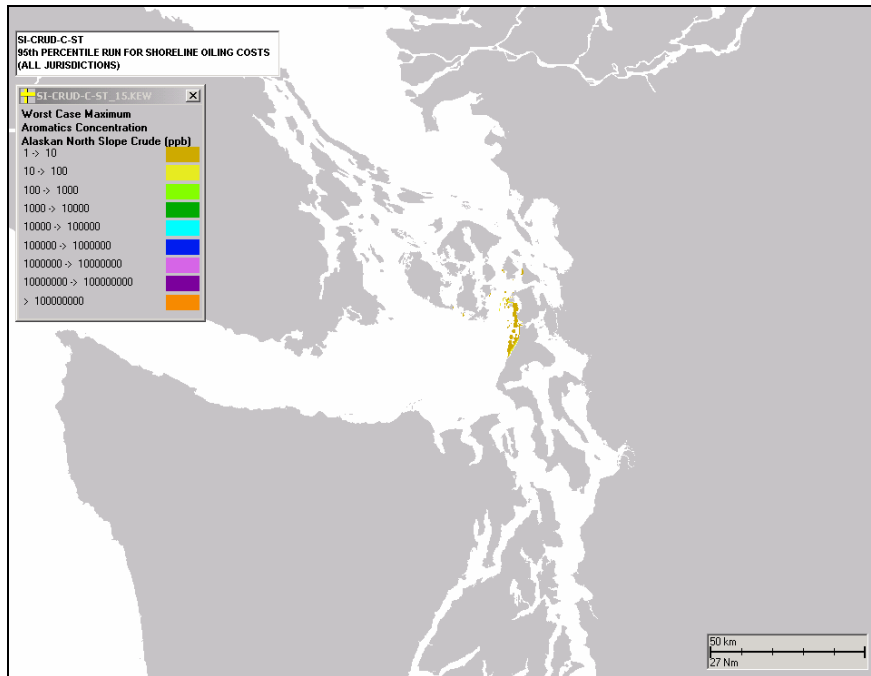 SI-CRUD-C-ST
95th PERCENTILE RUN FOR SHORELINE OILING COSTS
(ALL JURISDICTIONS)
SI-CRUD-C-ST_15.KEW
Worst Case Maximum
Aromatics Concentration
Alaskan North Slope Crude (ppb)
1 -> 10
10 -> 100
100 -> 1000
1000 -> 10000
10000 -> 100000
100000 -> 1000000
1000000 -> 10000000
10000000 -> 100000000
> 100000000
50 km
27 Nm